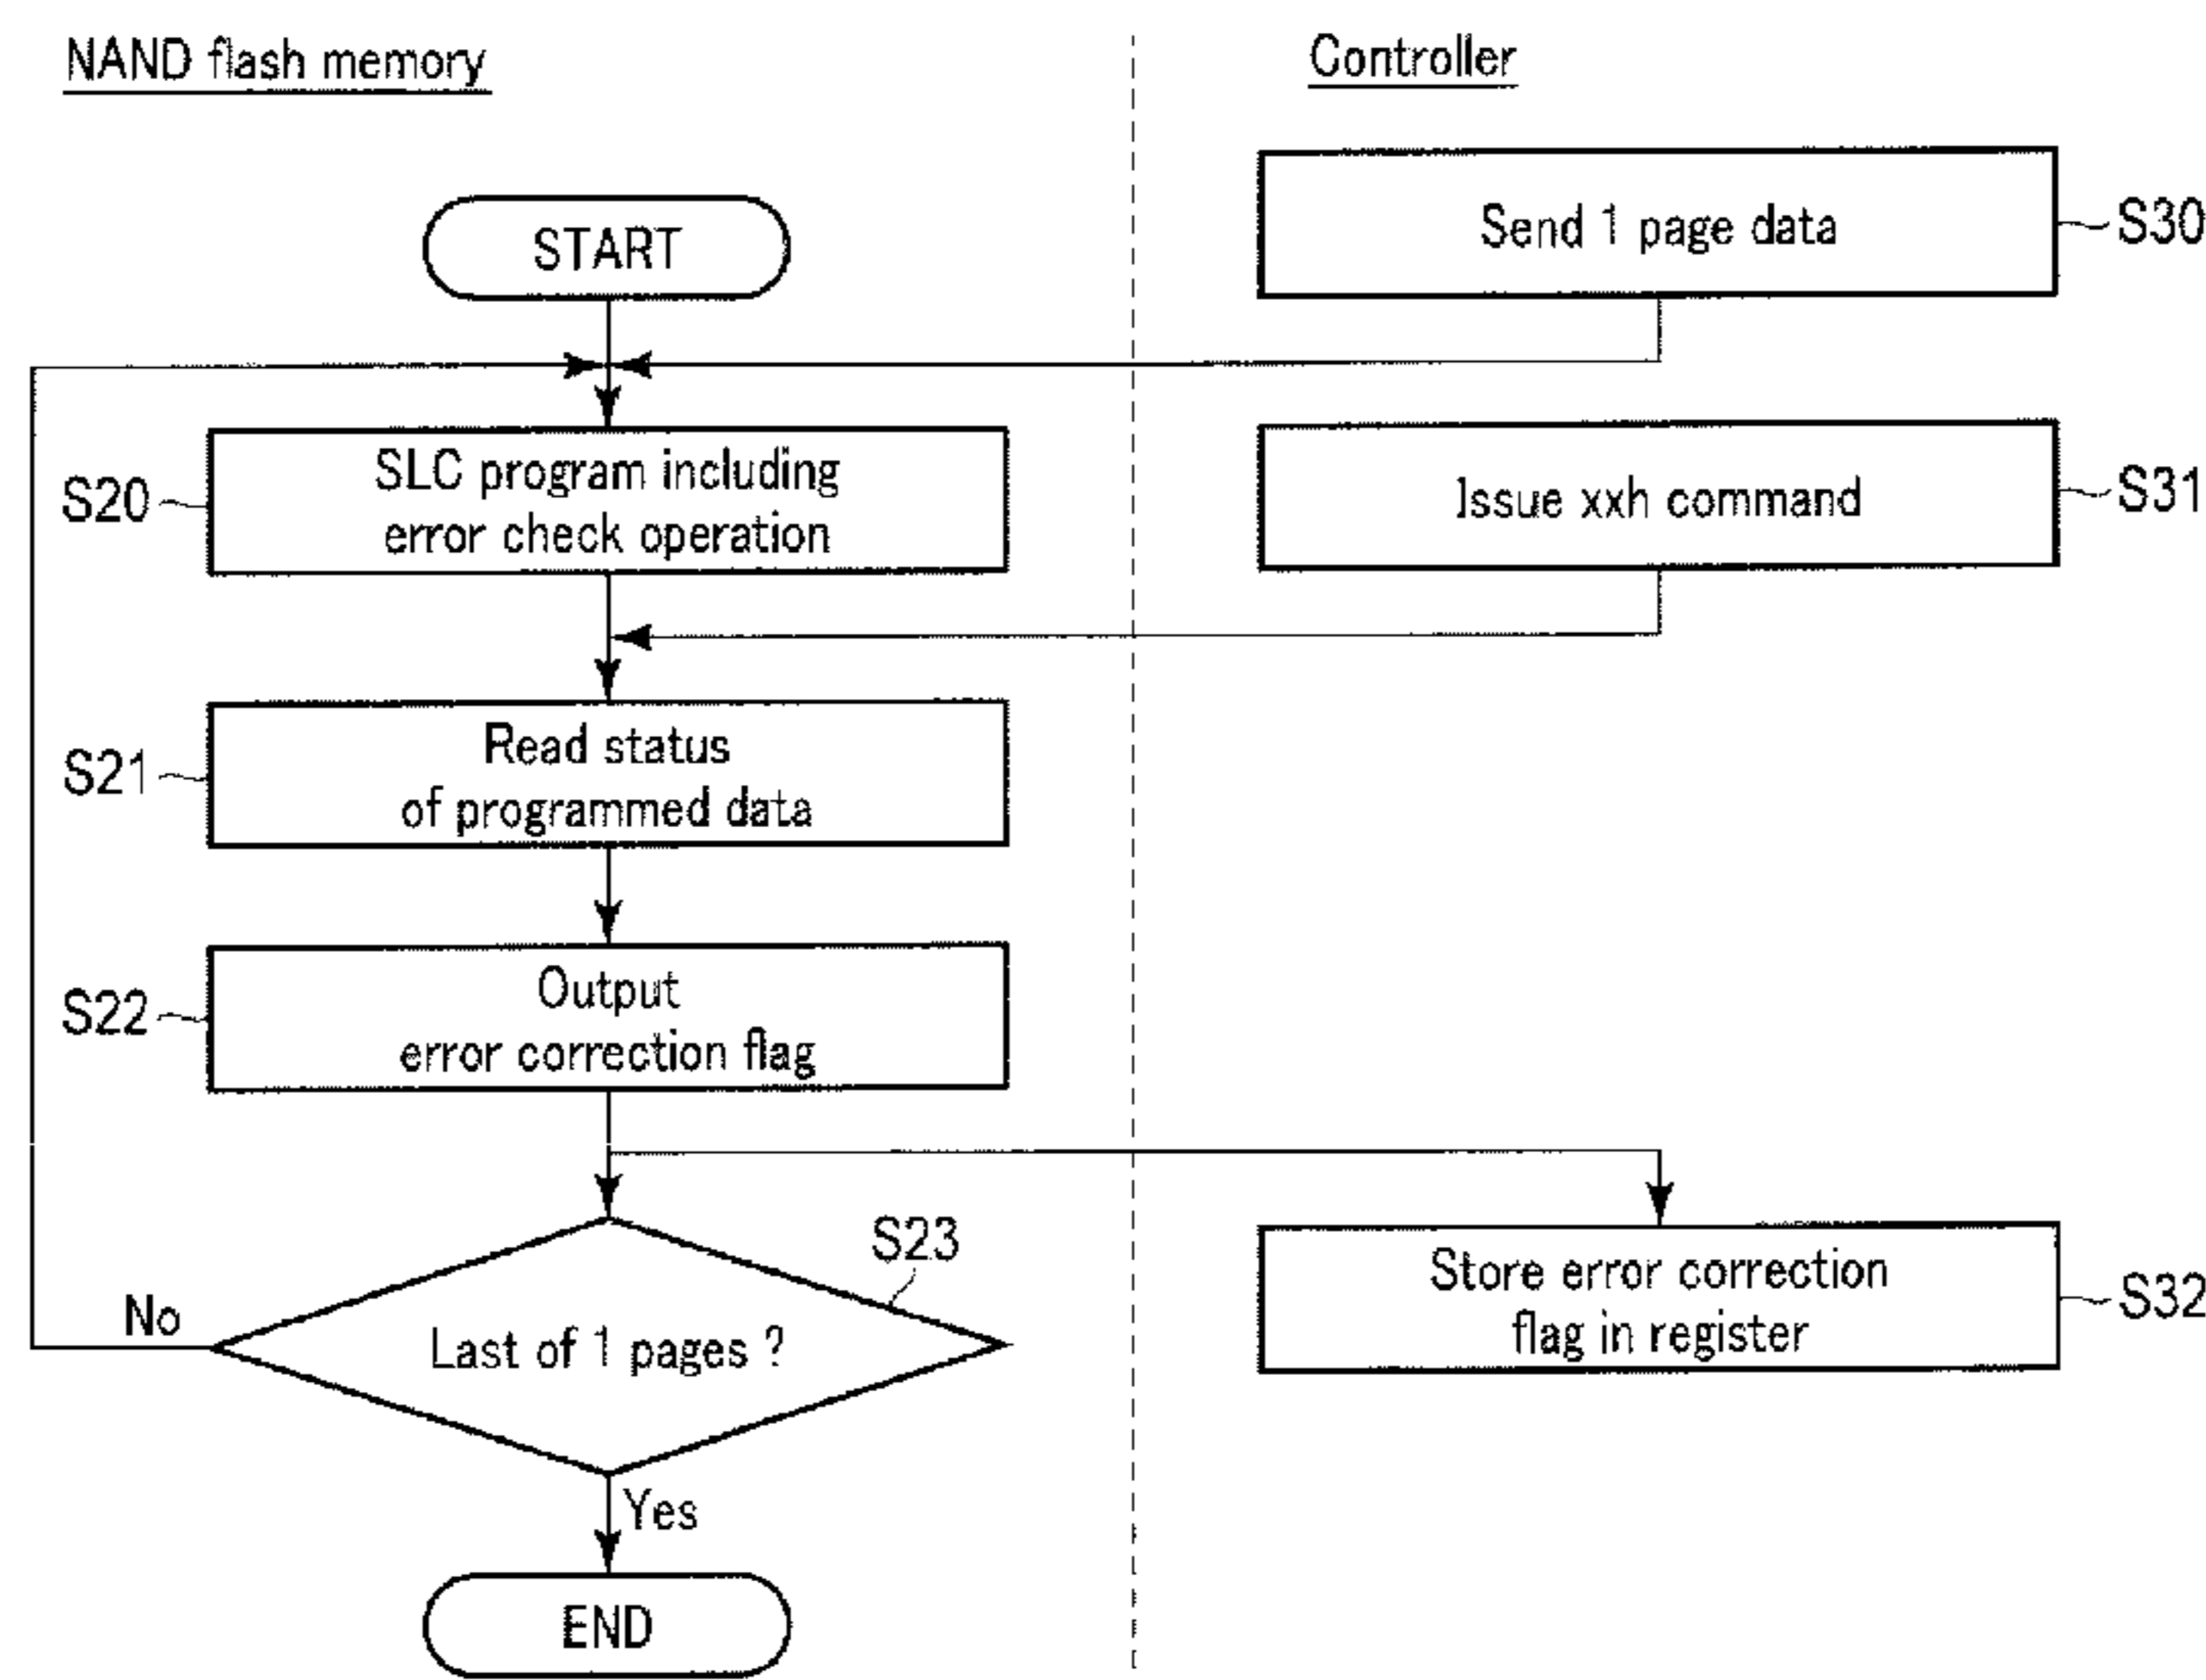 NAND flash memory
Controller
START
Send 1 page data
S30
S20
SLC program including
error check operation
Issue xxh command
S31
S21
Read status
of programmed data
S22
Output
error correction flag
S23
Last of 1 pages ?
No
Yes
Store error correction
flag in register
S32
END